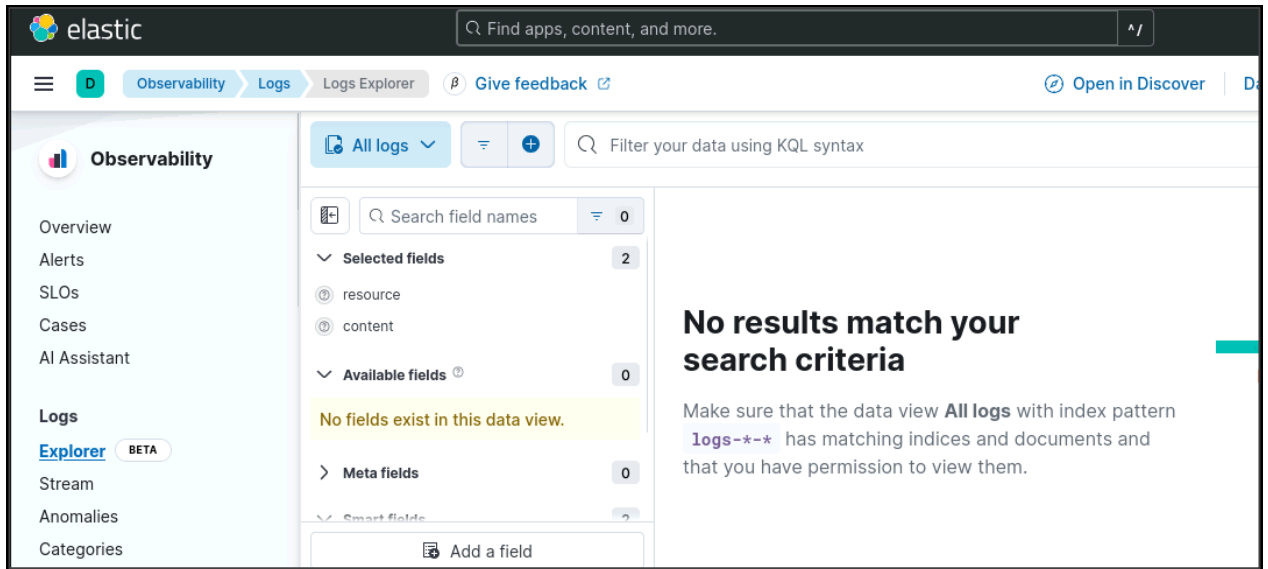 elastic
Find apps, content, and more.
^/
D
Observability
Logs
Logs Explorer
β
Give feedback
Open in Discover
Observability
All logs
Filter your data using KQL syntax
Search field names
0
Overview
Alerts
SLOs
Cases
AI Assistant
Logs
Explorer
BETA
Stream
Anomalies
Categories
Selected fields
2
resource
content
Available fields
0
No fields exist in this data view.
Meta fields
0
Smart fields
2
Add a field
No results match your
search criteria
Make sure that the data view All logs with index pattern
logs-*-* has matching indices and documents and
that you have permission to view them.